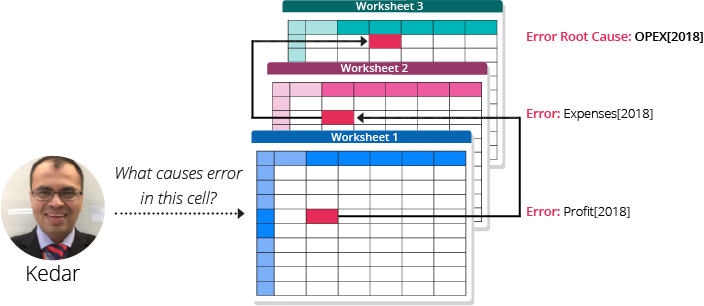 Worksheet 3
Error Root Cause: OPEX[2018]
Worksheet 2
Error: Expenses[2018]
Worksheet 1
What causes error
in this cell?
Error: Profit[2018]
Kedar